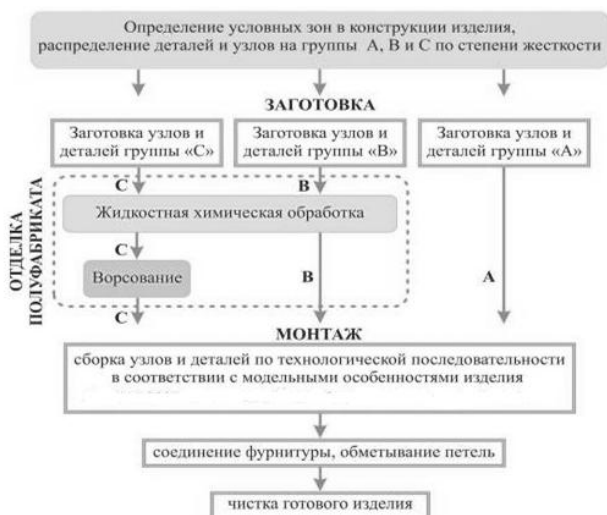 Определение условных зон в конструкции изделия,
распределение деталей и узлов на группы А, В и С по степени жесткости
ЗАГОТОВКА
Заготовка узлов и
деталей группы «С»
Заготовка узлов и
деталей группы «В»
Заготовка узлов и
деталей группы «А»
ОТДЕЛКА
ПОЛУФАБРИКАТА
С
В
Жидкостная химическая обработка
С
Ворсование
В
А
С
МОНТАЖ
сборка узлов и деталей по технологической последовательности
в соответствии с модельными особенностями изделия
соединение фурнитуры, обметывание петель
чистка готового изделия